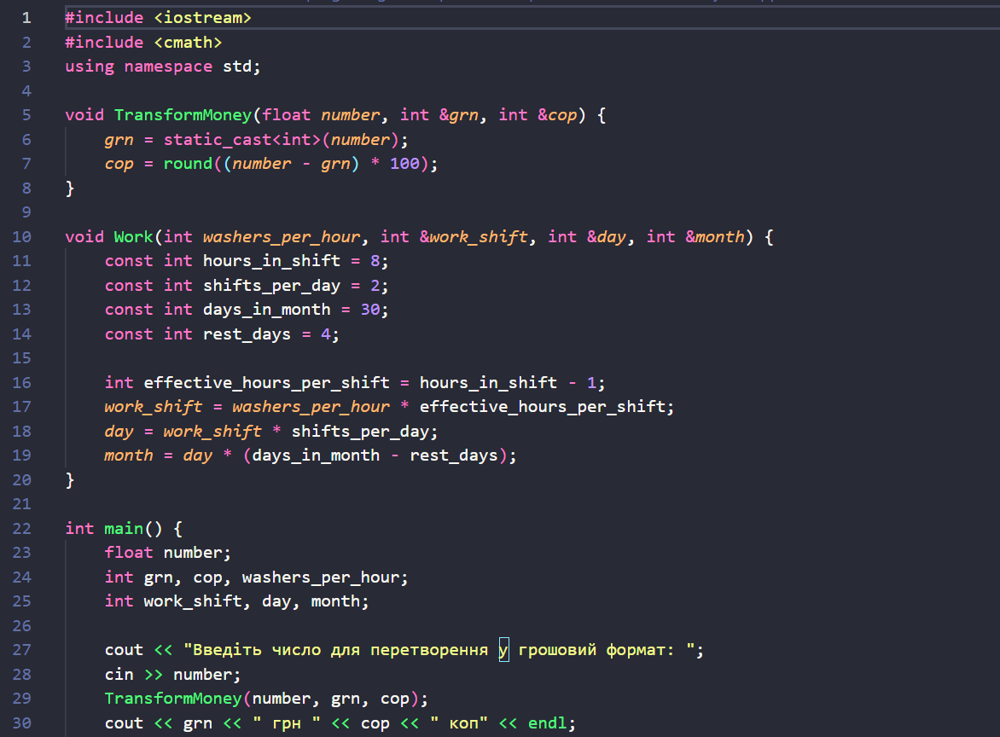 1 #include <iostream>
2 #include <cmath>
3 using namespace std;
4
5 void TransformMoney(float number, int &grn, int &cop) {
6     grn = static_cast<int>(number);
7     cop = round((number - grn) * 100);
8 }
9
10 void Work(int washers_per_hour, int &work_shift, int &day, int &month) {
11     const int hours_in_shift = 8;
12     const int shifts_per_day = 2;
13     const int days_in_month = 30;
14     const int rest_days = 4;
15
16     int effective_hours_per_shift = hours_in_shift - 1;
17     work_shift = washers_per_hour * effective_hours_per_shift;
18     day = work_shift * shifts_per_day;
19     month = day * (days_in_month - rest_days);
20 }
21
22 int main() {
23     float number;
24     int grn, cop, washers_per_hour;
25     int work_shift, day, month;
26
27     cout << "Введіть число для перетворення у грошовий формат: ";
28     cin >> number;
29     TransformMoney(number, grn, cop);
30     cout << grn << " грн " << cop << " коп" << endl;